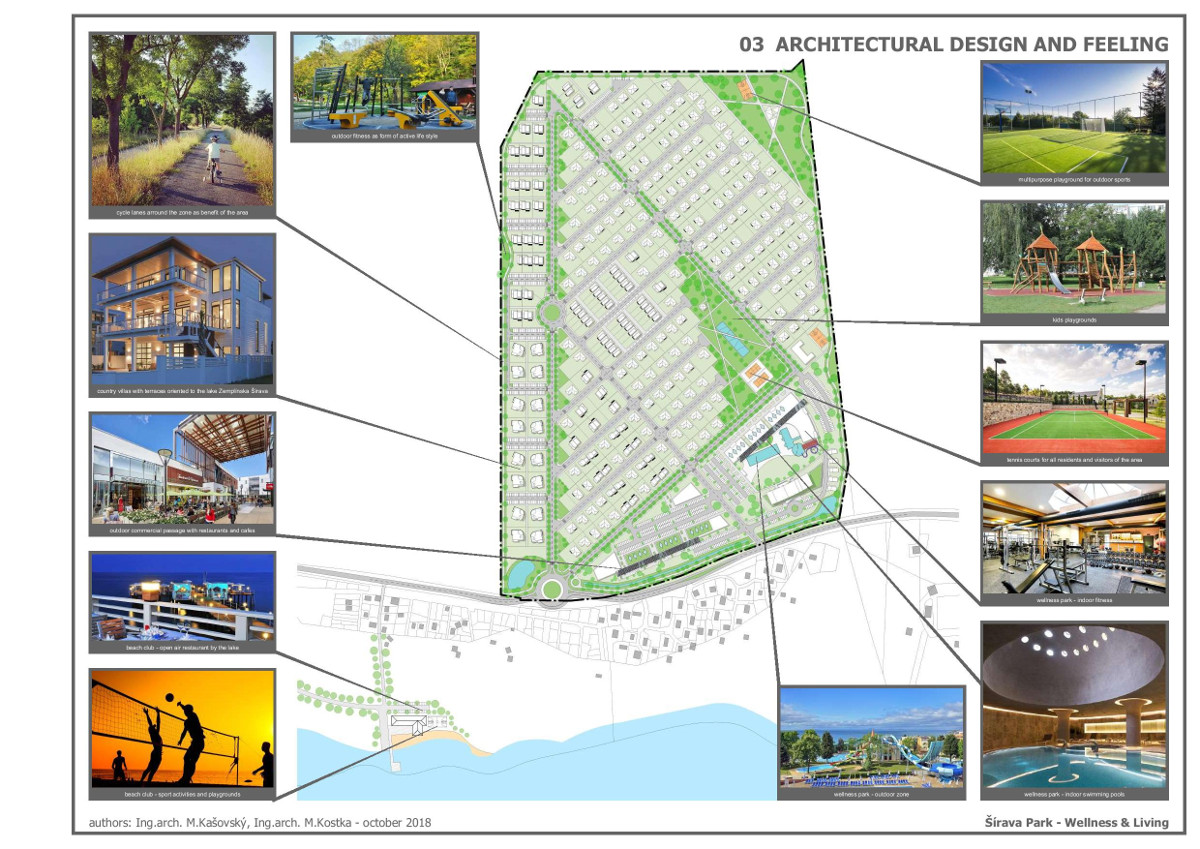 03 ARCHITECTURAL DESIGN AND FEELING
cycle lanes arround the zone as benefit of the area
outdoor fitness as form of active life style
multipurpose playground for outdoor sports
country villas with terraces oriented to the lake Zemplinska Šírava
kids playgrounds
outdoor commercial passage with restaurants and cafes
tennis courts for all residents and visitors of the area
beach club - open air restaurant by the lake
wellness park - indoor fitness
beach club - sport activities and playgrounds
wellness park - outdoor zone
wellness park - indoor swimming pools
authors: Ing.arch. M.Kašovský, Ing.arch. M.Kostka - october 2018
Šírava Park - Wellness & Living